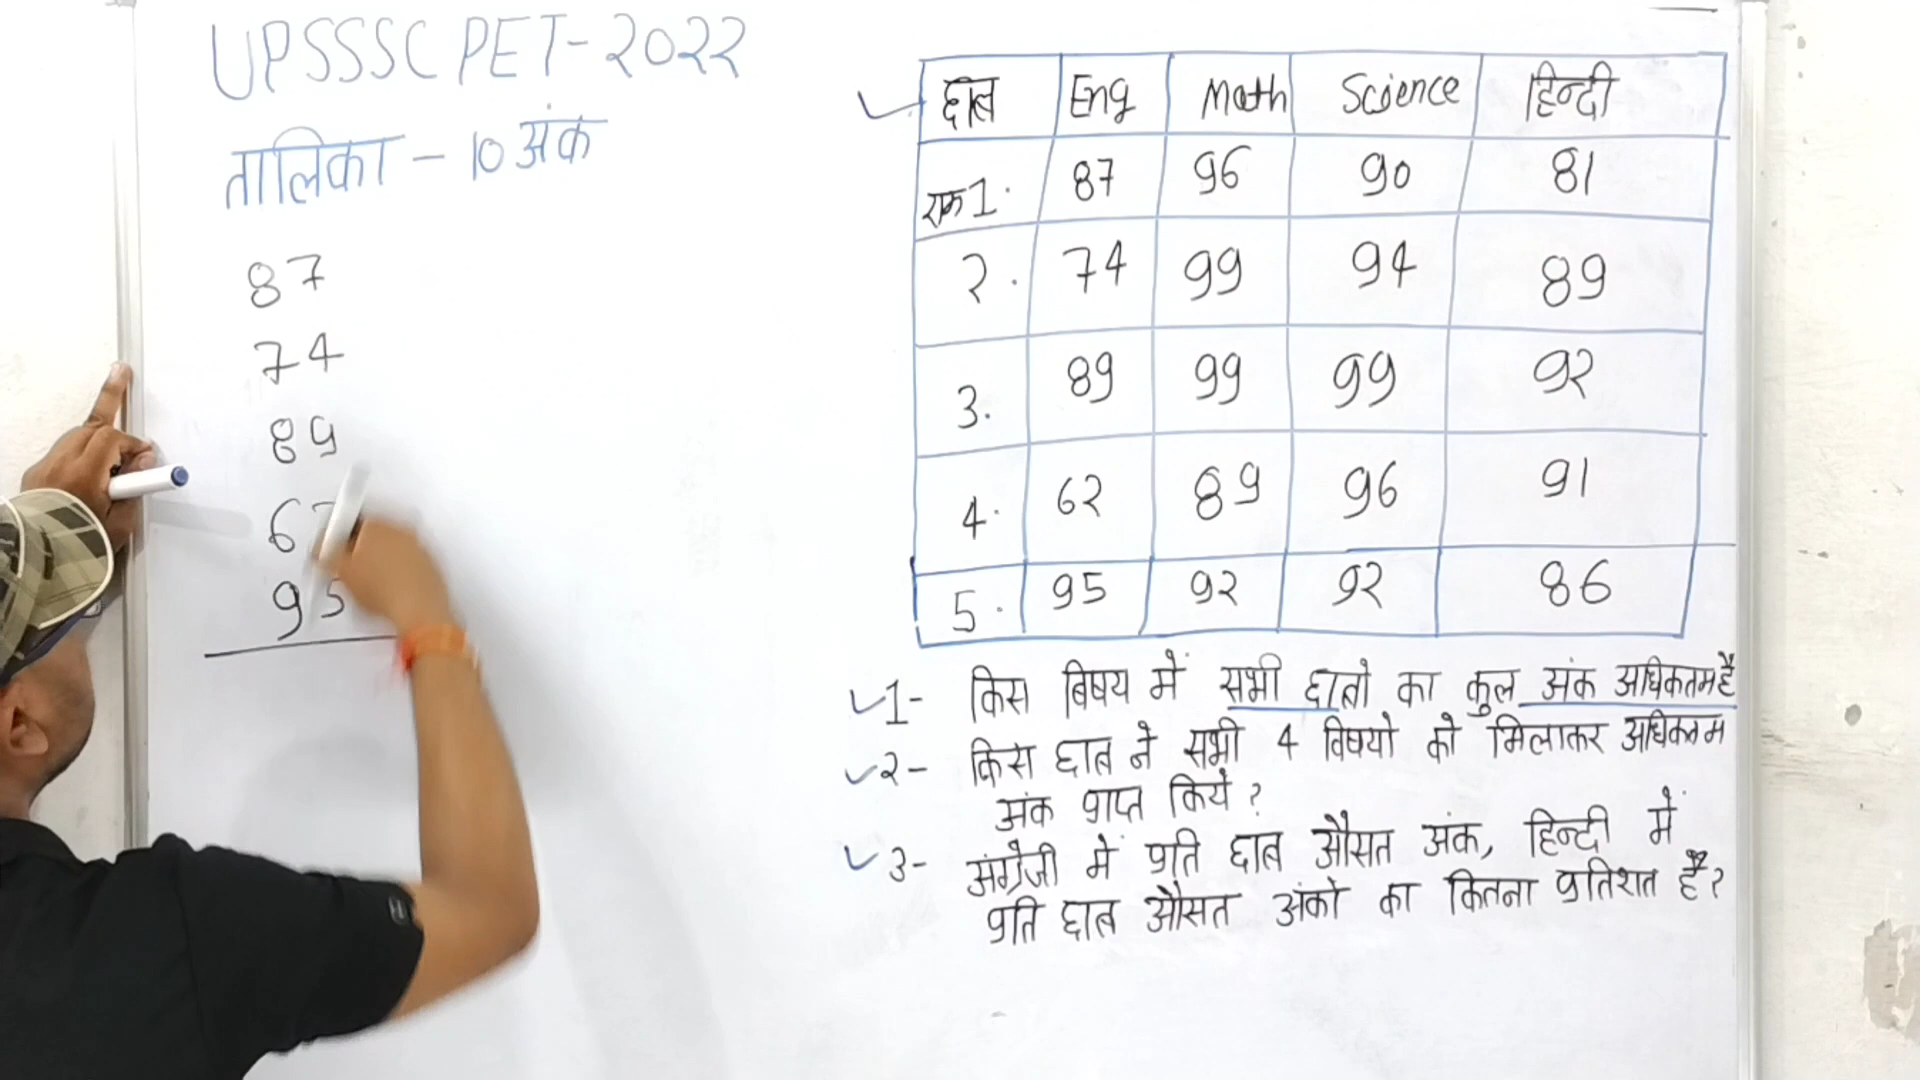 UPSSSC PET-2022
तालिका - 10 अंक
87
74
89
6
95
छात्र Eng Math Science हिन्दी
1. 87 96 90 81
2. 74 99 94 89
3. 89 99 99 92
4. 62 89 96 91
5. 95 92 92 86
1- किस विषय में सभी छात्रो का कुल अंक अधिकतम है
2- किस छात्र ने सभी 4 विषयो को मिलाकर अधिकतम
अंक प्राप्त किये ?
3- अंग्रेजी में प्रति छात्र औसत अंक, हिन्दी में
प्रति छात्र औसत अंको का कितना प्रतिशत है ?